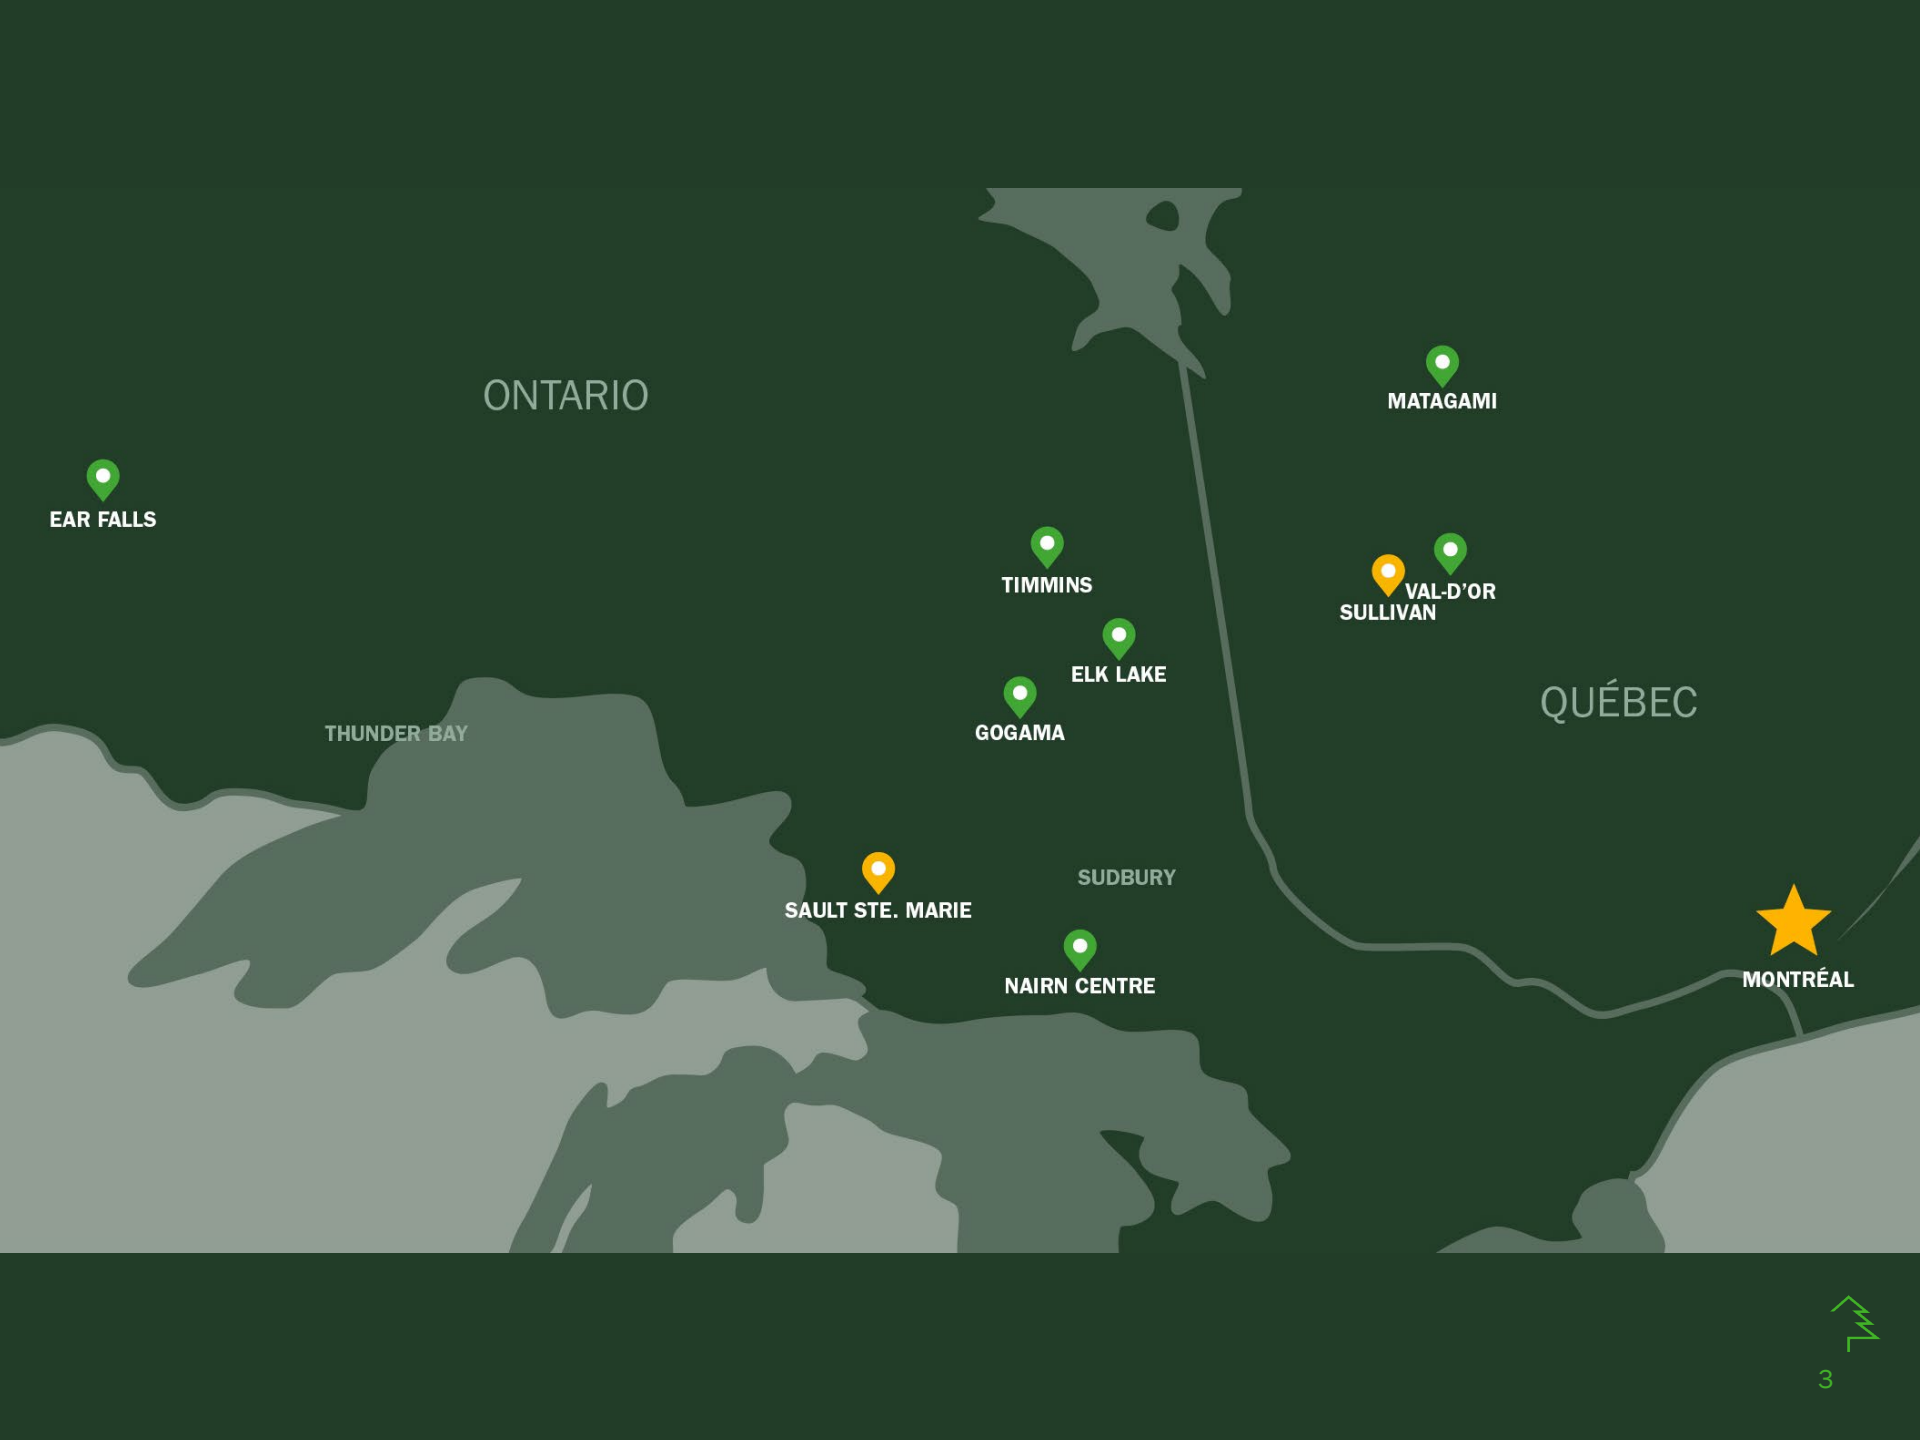 ONTARIO
MATAGAMI
EAR FALLS
TIMMINS
VAL-D'OR
SULLIVAN
ELK LAKE
QUÉBEC
THUNDER BAY
GOGAMA
SUDBURY
SAULT STE. MARIE
MONTRÉAL
NAIRN CENTRE
3